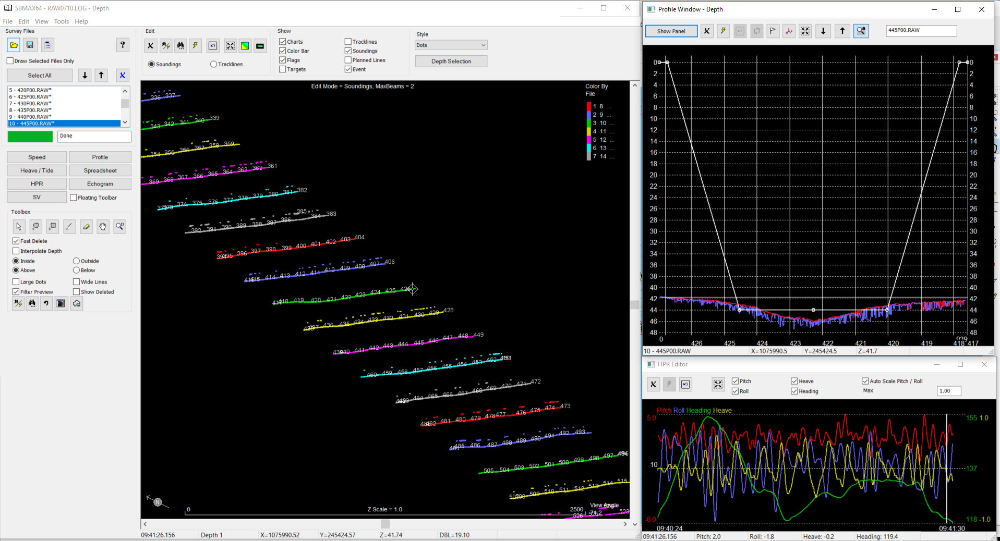 SBMAX64 - RAW0710.LOG - Depth
File Edit View Tools Help
Survey Files
?
Draw Selected Files Only
Select All
5 - 420P00.RAW*
6 - 425P00.RAW*
7 - 430P00.RAW*
8 - 435P00.RAW*
9 - 440P00.RAW*
10 - 445P00.RAW*
Done
Speed Profile
Heave / Tide Spreadsheet
HPR Echogram
SV Floating Toolbar
Toolbox
Fast Delete
Interpolate Depth
Inside Outside
Above Below
Large Dots Wide Lines
Filter Preview Show Deleted
Edit
Soundings Tracklines
Show
Charts Tracklines
Color Bar Soundings
Flags Planned Lines
Targets Event
Style
Dots
Depth Selection
Edit Mode = Soundings, MaxBeams = 2
Color By
File
1 8 ...
2 9 ...
3 10 ...
4 11 ...
5 12 ...
6 13 ...
7 14 ...
336 337
343 342 341 340 339
354 355 356 357 358 359
369 368 367 366 365 364 363 362 361
373 374 375 376 377 378 379 380 381 382
392 391 390 389 388 387 386 385 384 383
395 396 397 398 399 400 401 402 403 404
414 413 412 411 410 409 408 407 406
418 419 420 421 422 423 424 425 426
436 435 434 433 432 431 430 429 428
440 441 442 443 444 445 446 447 448 449
460 459 458 457 456 455 454 453 452 451
464 465 466 467 468 469 470 471 472
482 481 480 479 478 477 476 475 474 473
485 486 487 488 489 490 491 492 493
505 504 503 502 501 500 499 498 497 496
509 510 511 512 513 514 515
526 523
N
0 Z Scale = 1.0 2500 View Angle
71.2
09:41:26.156 Depth 1 X=1075990.52 Y=245424.57 Z=41.74 DBL=19.10
Profile Window - Depth
Show Panel 445P00.RAW
0 0
2 2
4 4
6 6
8 8
10 10
12 12
14 14
16 16
18 18
20 20
22 22
24 24
26 26
28 28
30 30
32 32
34 34
36 36
38 38
40 40
42 42
44 44
46 46
48 48
0 939
426 425 424 423 422 421 420 419 418 417
10 - 445P00.RAW X=1075990.5 Y=245424.5 Z=41.7
HPR Editor
Pitch Heave Auto Scale Pitch / Roll
Roll Heading Max 1.00
Pitch Roll Heading Heave
5.0 155 1.0
10 137
-6.0 118 -1.0
09:40:24 09:41:30
09:41:26.156 Pitch: 2.0 Roll: -1.8 Heave: -0.2 Heading: 119.4